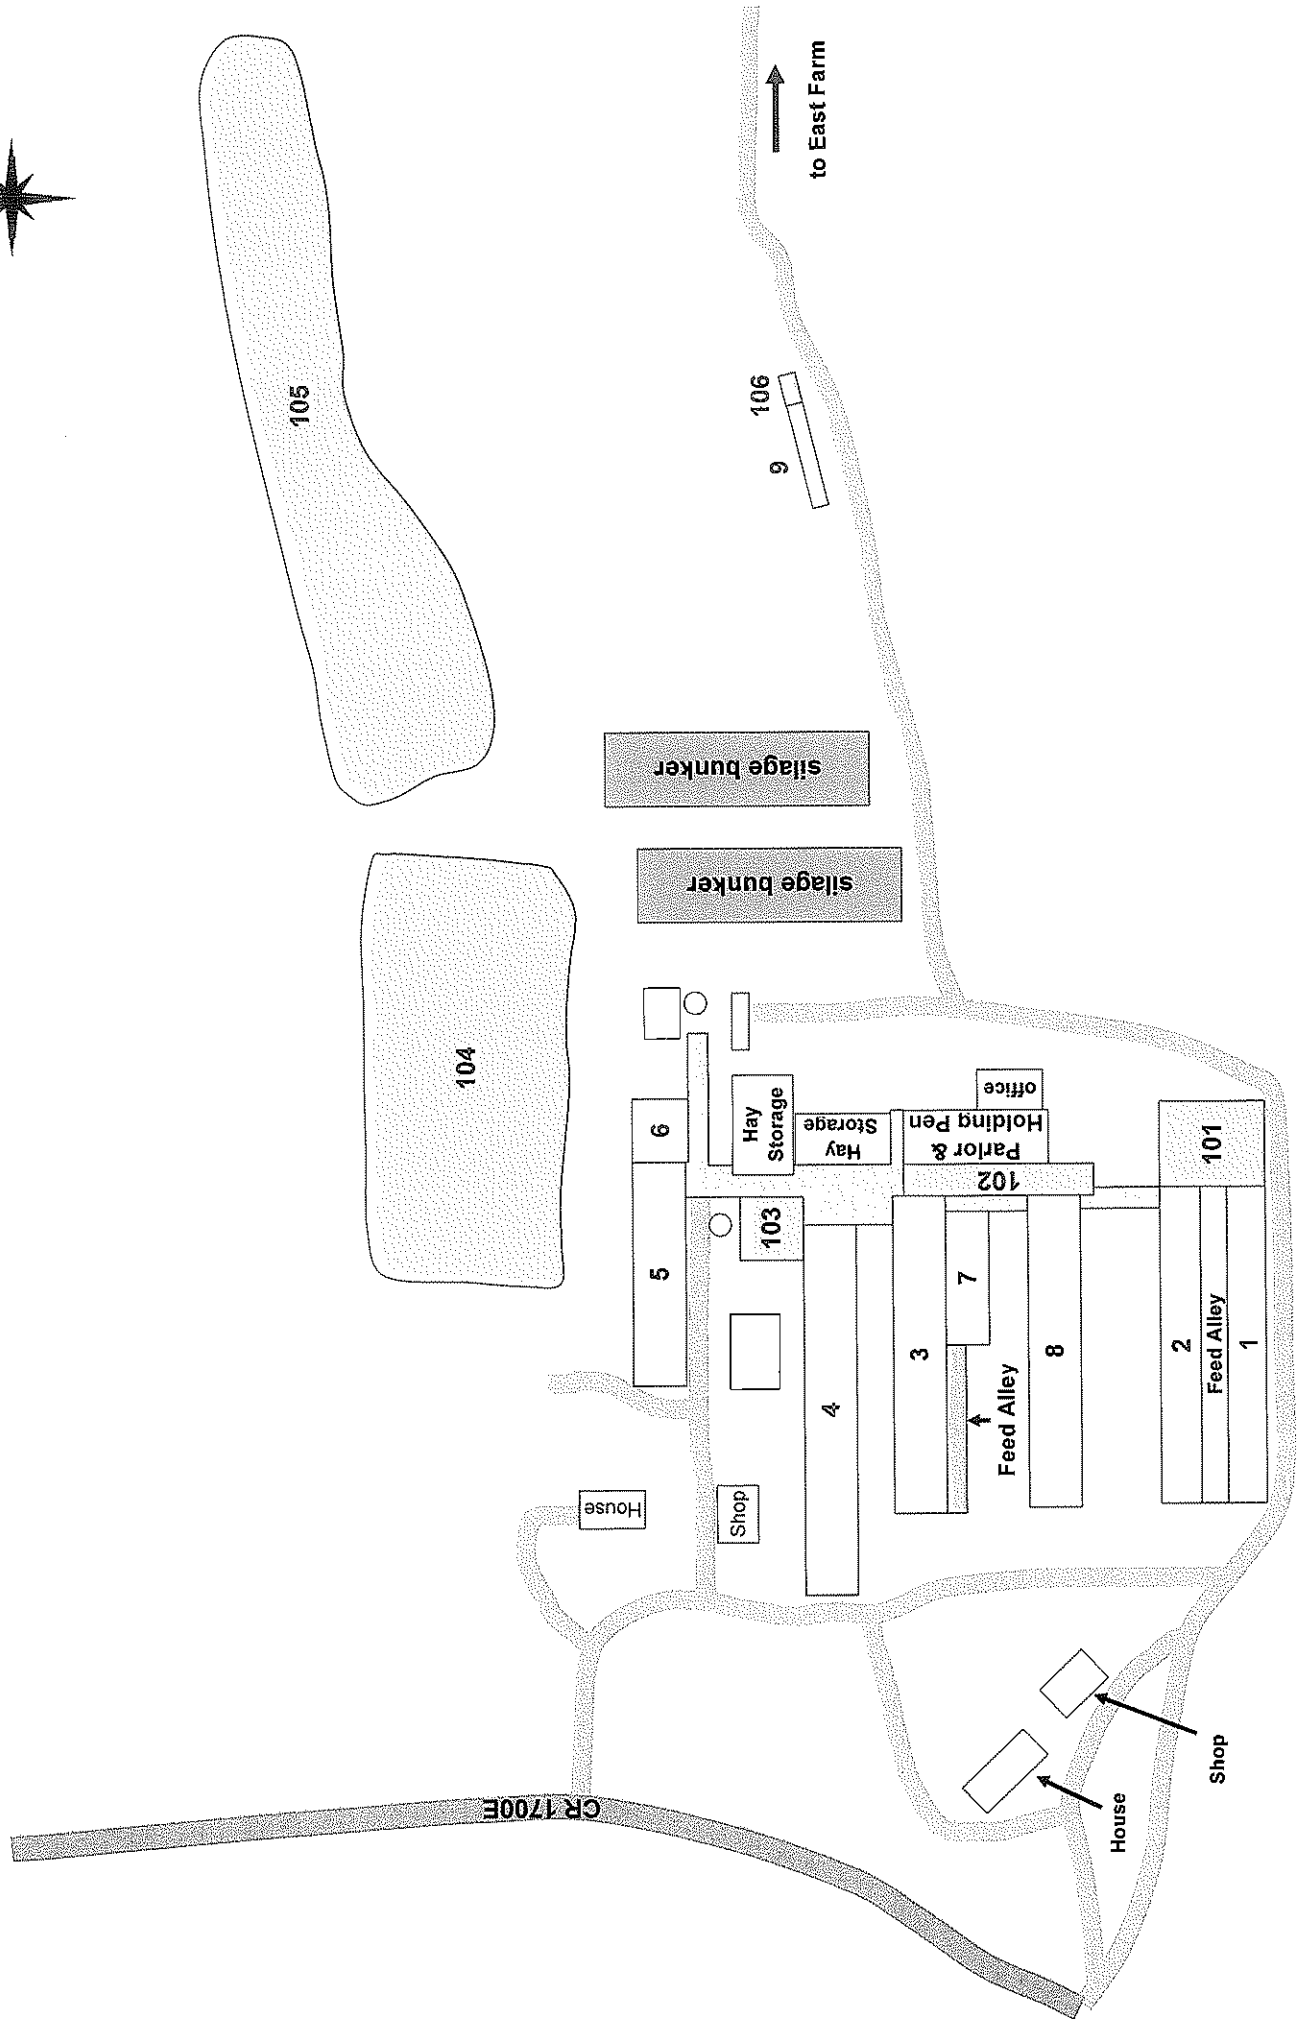 CR 1700E
House
Shop
House
Shop
104
105
silage bunker
silage bunker
9
106
to East Farm
5
6
103
Hay
Storage
Hay
Storage
4
3
7
Feed Alley
8
102
Parlor &
Holding Pen
office
2
Feed Alley
1
101